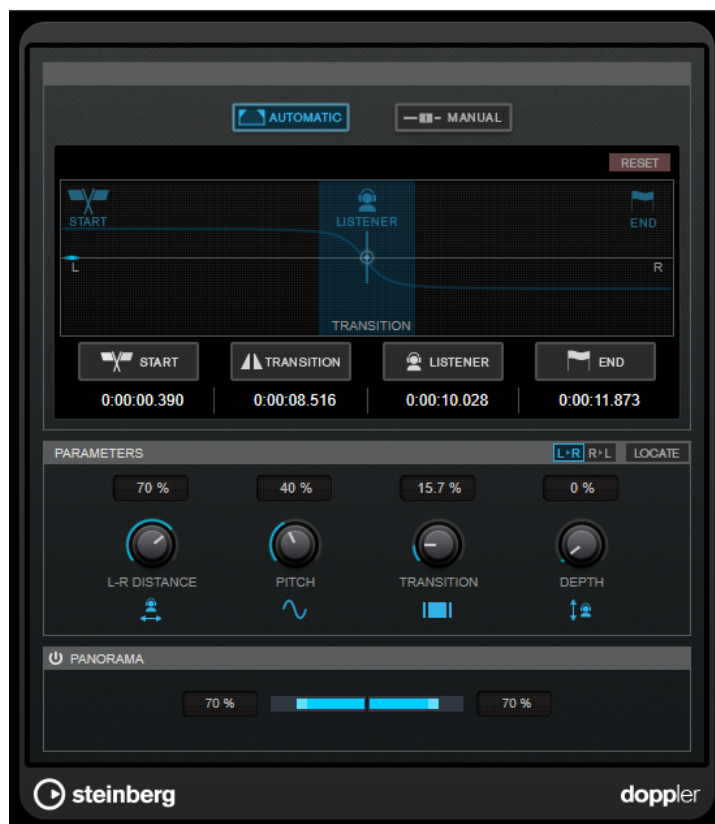 AUTOMATIC MANUAL
RESET
START LISTENER END
L R
TRANSITION
START TRANSITION LISTENER END
0:00:00.390 0:00:08.516 0:00:10.028 0:00:11.873
PARAMETERS L▸R R▸L LOCATE
70 % 40 % 15.7 % 0 %
L-R DISTANCE PITCH TRANSITION DEPTH
PANORAMA
70 % 70 %
steinberg doppler